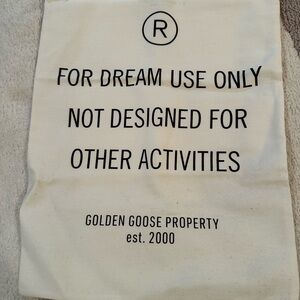 ®
FOR DREAM USE ONLY
NOT DESIGNED FOR
OTHER ACTIVITIES
GOLDEN GOOSE PROPERTY
est. 2000